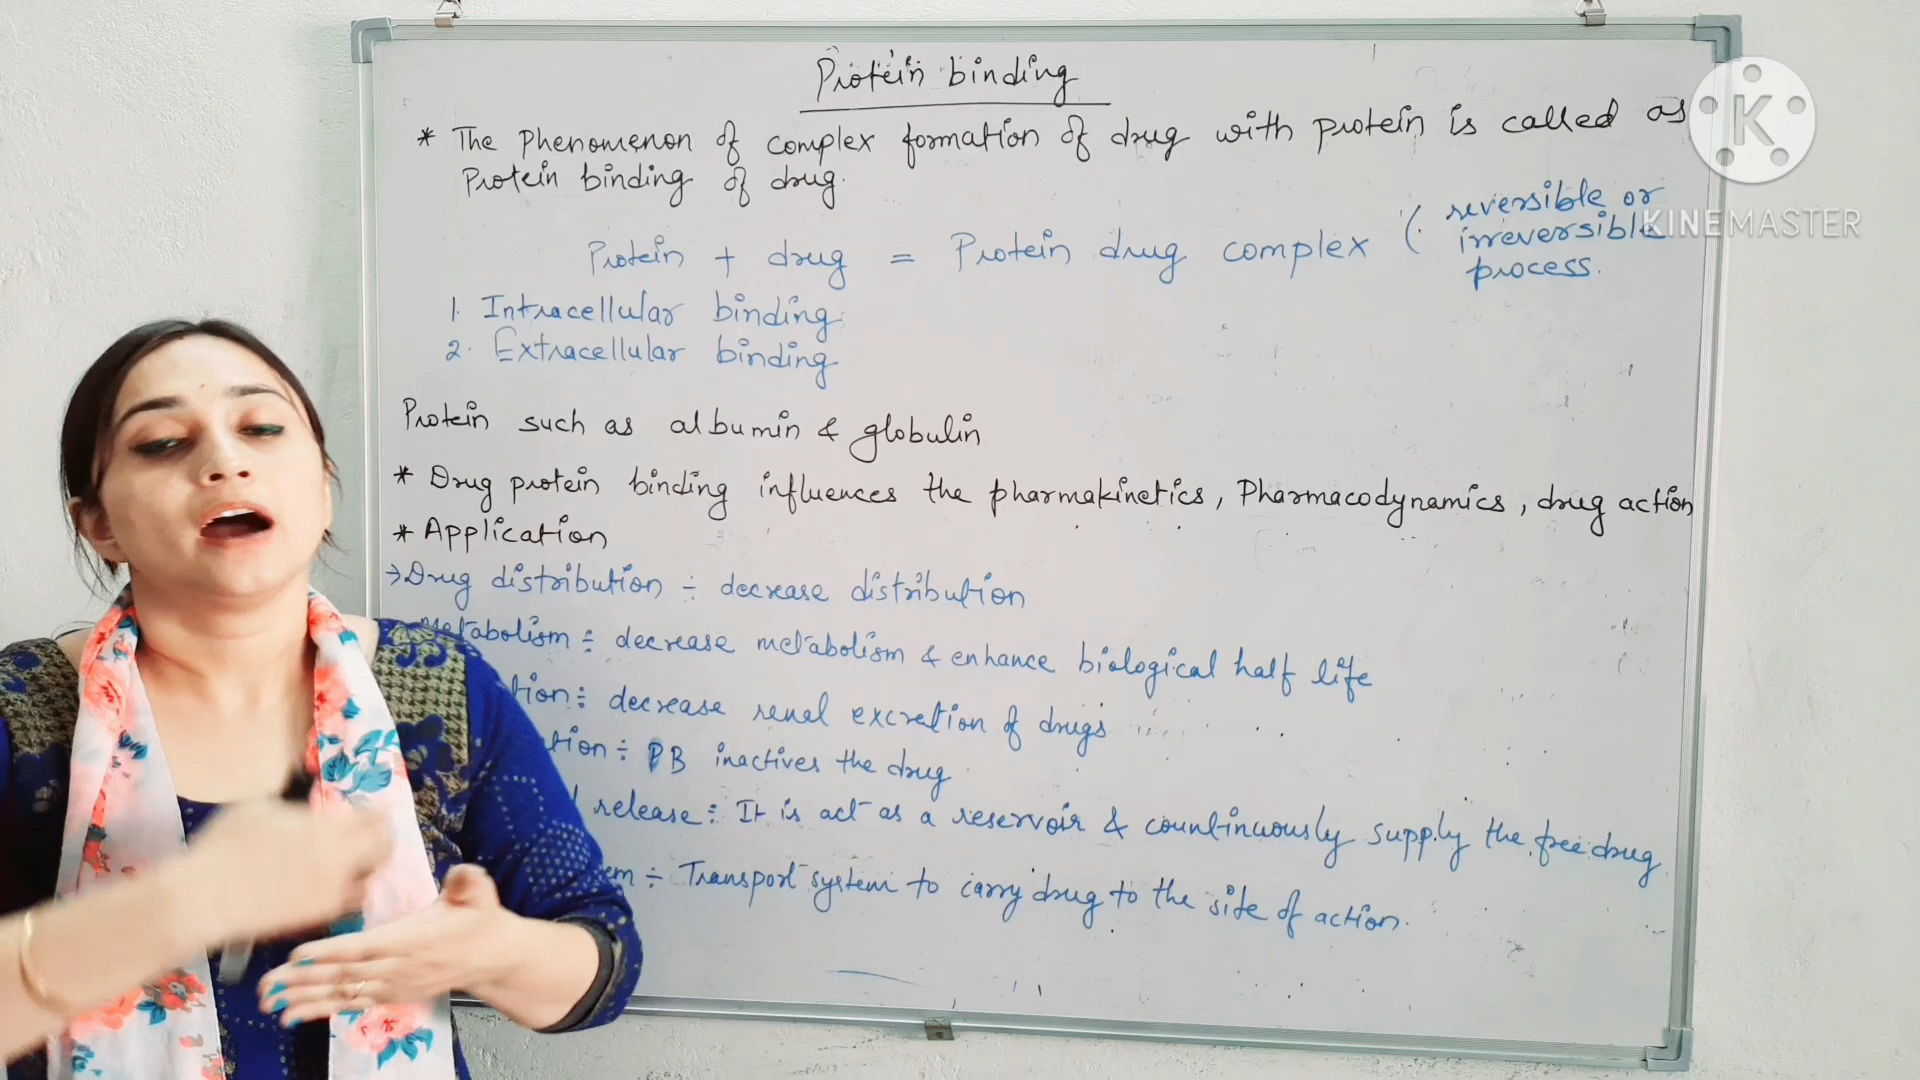 Protein binding
* The Phenomenon of complex formation of drug with protein is called as
Protein binding of drug.
Protein + drug = Protein drug complex ( reversible or
irreversible
process.
K
KINEMASTER
1. Intracellular binding
2. Extracellular binding
Protein such as albumin & globulin
* Drug protein binding influences the pharmakinetics, Pharmacodynamics, drug action
* Application
→ Drug distribution ÷ decrease distribution
Metabolism ÷ decrease metabolism & enhance biological half life
tion ÷ decrease renal excretion of drugs
tion ÷ PB inactives the drug
release ÷ It is act as a reservoir & countinuously supply the free drug
em ÷ Transport system to carry drug to the site of action.